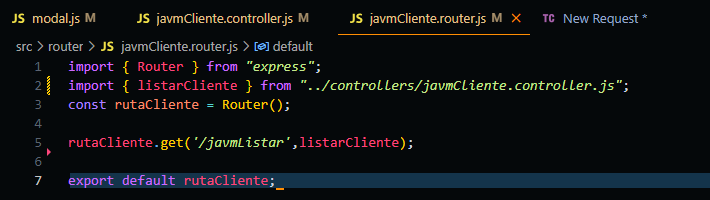 JS modal.js M JS javmCliente.controller.js M JS javmCliente.router.js M × TC New Request *
src > router > JS javmCliente.router.js > default
1 import { Router } from "express";
2 import { listarCliente } from "../controllers/javmCliente.controller.js";
3 const rutaCliente = Router();
4
5 rutaCliente.get('/javmListar',listarCliente);
6
7 export default rutaCliente;